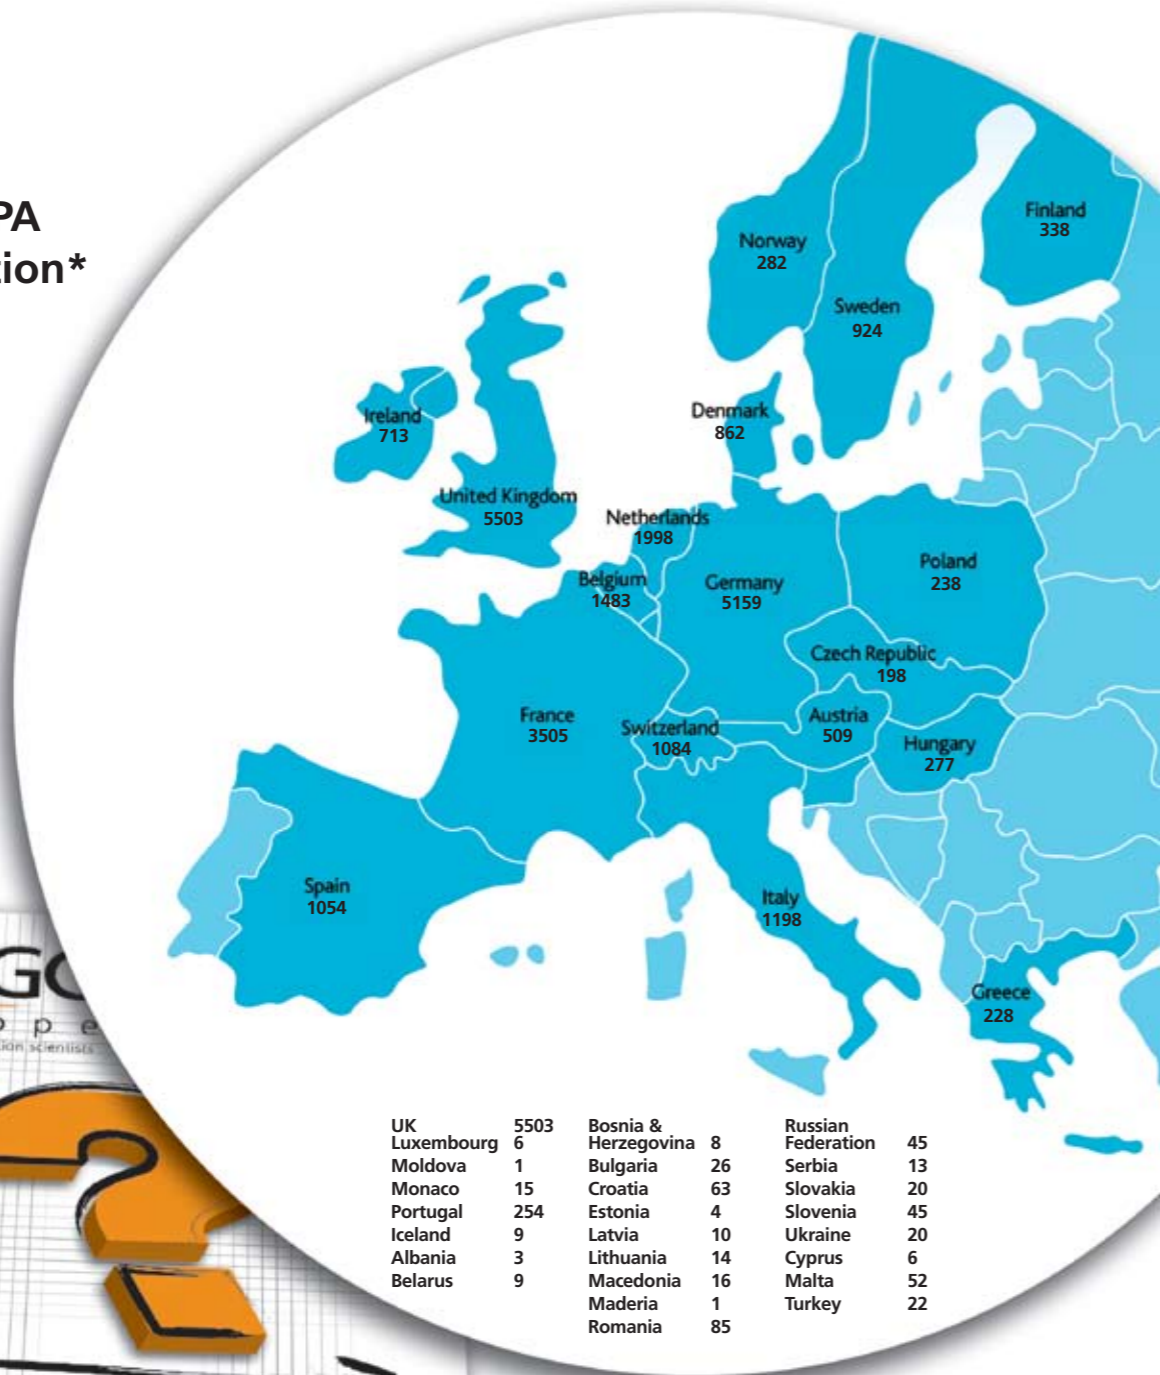 PA
tion*
Finland
338
Norway
282
Sweden
924
Ireland
713
Denmark
862
United Kingdom
5503
Netherlands
1998
Belgium
1483
Germany
5159
Poland
238
Czech Republic
198
France
3505
Switzerland
1084
Austria
509
Hungary
277
Spain
1054
Italy
1198
Greece
228
GO
o p e
ion scientists
UK 5503
Luxembourg 6
Moldova 1
Monaco 15
Portugal 254
Iceland 9
Albania 3
Belarus 9
Bosnia &
Herzegovina 8
Bulgaria 26
Croatia 63
Estonia 4
Latvia 10
Lithuania 14
Macedonia 16
Maderia 1
Romania 85
Russian
Federation 45
Serbia 13
Slovakia 20
Slovenia 45
Ukraine 20
Cyprus 6
Malta 52
Turkey 22